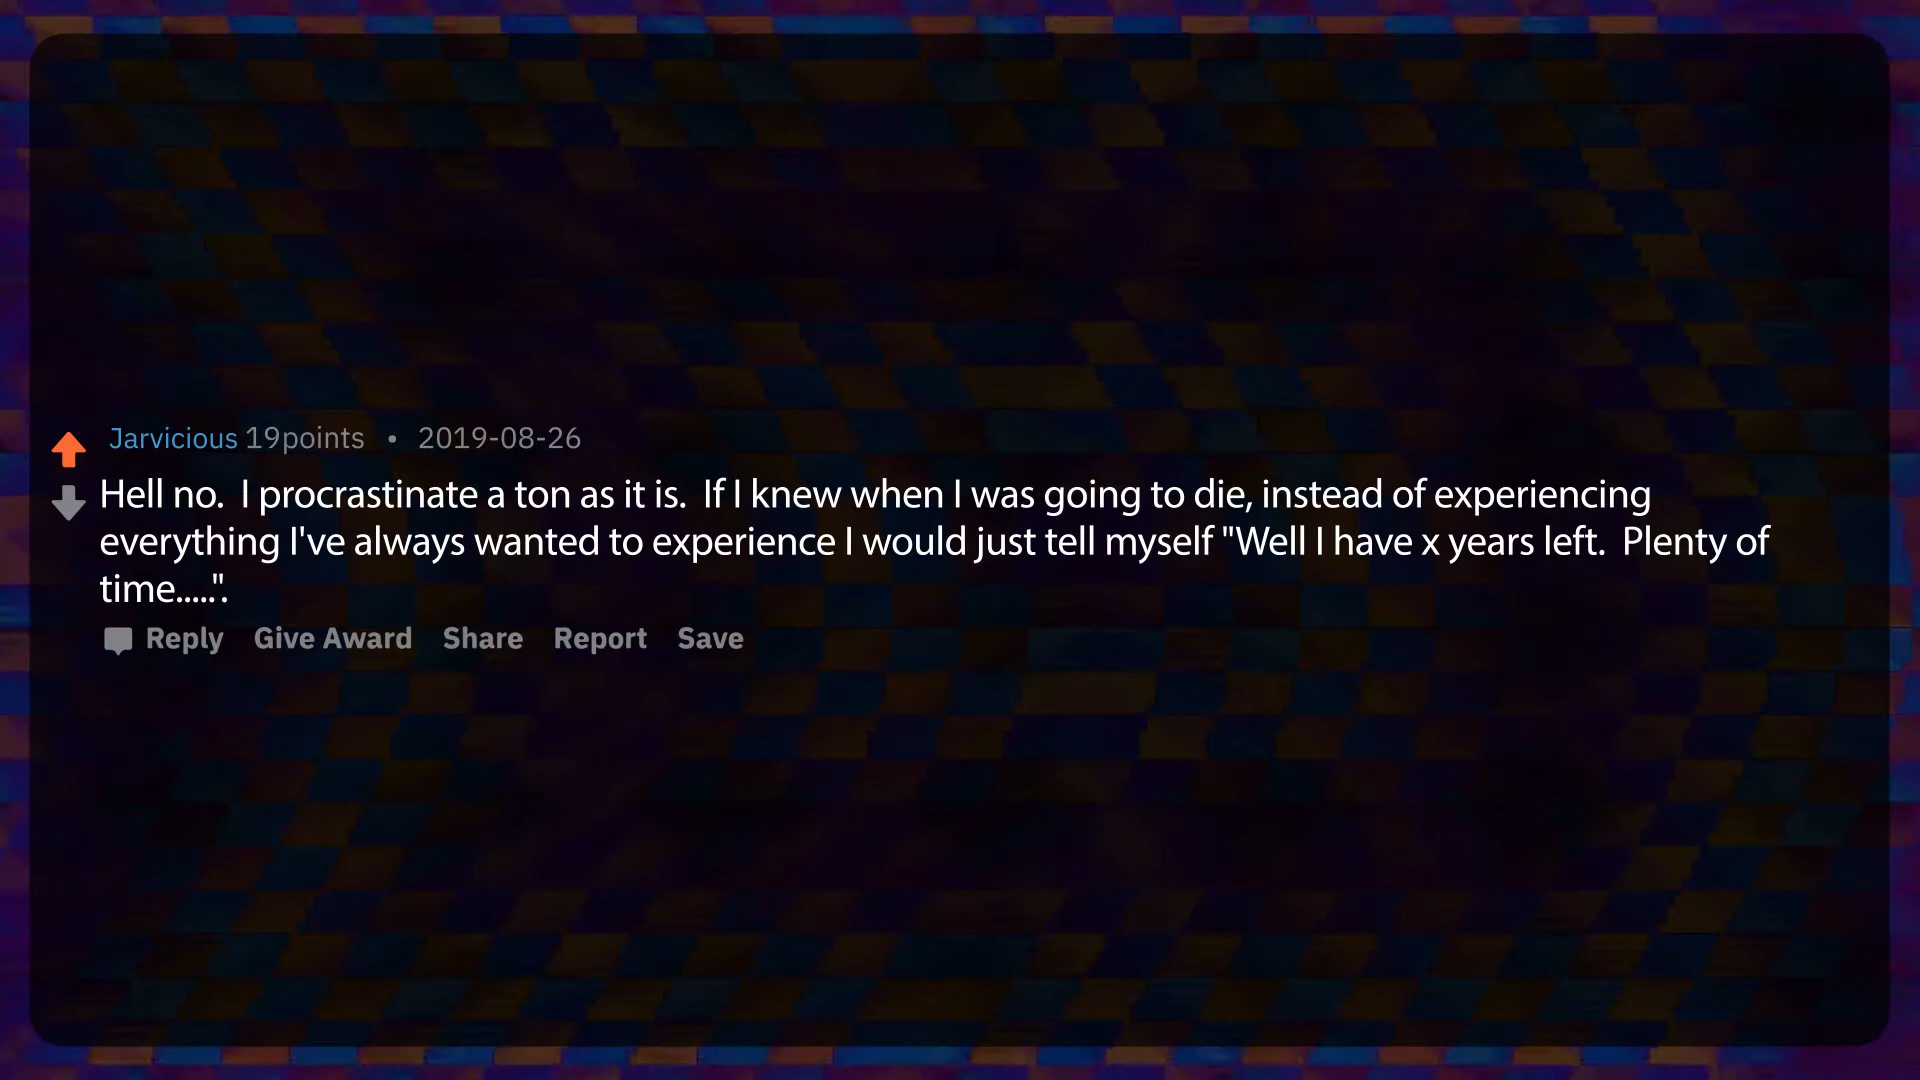 Jarvicious 19points • 2019-08-26
Hell no.  I procrastinate a ton as it is.  If I knew when I was going to die, instead of experiencing
everything I've always wanted to experience I would just tell myself "Well I have x years left.  Plenty of
time.....".
Reply Give Award Share Report Save